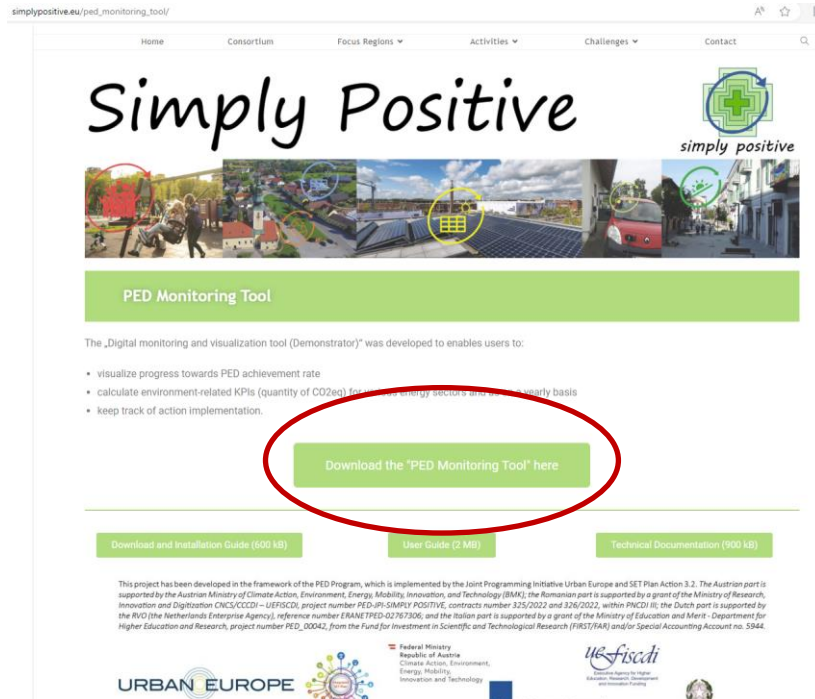 simplypositive.eu/ped_monitoring_tool/
Home Consortium Focus Regions Activities Challenges Contact
Simply Positive
simply positive
PED Monitoring Tool
The „Digital monitoring and visualization tool (Demonstrator)" was developed to enables users to:
• visualize progress towards PED achievement rate
• calculate environment-related KPIs (quantity of CO2eq) for various energy sectors and on a yearly basis
• keep track of action implementation.
Download the "PED Monitoring Tool" here
Download and Installation Guide (600 kB)
User Guide (2 MB)
Technical Documentation (900 kB)
This project has been developed in the framework of the PED Program, which is implemented by the Joint Programming Initiative Urban Europe and SET Plan Action 3.2. The Austrian part is
supported by the Austrian Ministry of Climate Action, Environment, Energy, Mobility, Innovation, and Technology (BMK); the Romanian part is supported by a grant of the Ministry of Research,
Innovation and Digitization CNCS/CCCDI – UEFISCDI, project number PED-JPI-SIMPLY POSITIVE, contracts number 325/2022 and 326/2022, within PNCDI III; the Dutch part is supported by
the RVO (the Netherlands Enterprise Agency), reference number ERANETPED-02767306; and the Italian part is supported by a grant of the Ministry of Education and Merit - Department for
Higher Education and Research, project number PED_00042, from the Fund for Investment in Scientific and Technological Research (FIRST/FAR) and/or Special Accounting Account no. 5944.
URBAN EUROPE
Federal Ministry
Republic of Austria
Climate Action, Environment,
Energy, Mobility,
Innovation and Technology
uefiscdi
Executive Agency for Higher
Education, Research, Development
and Innovation Funding